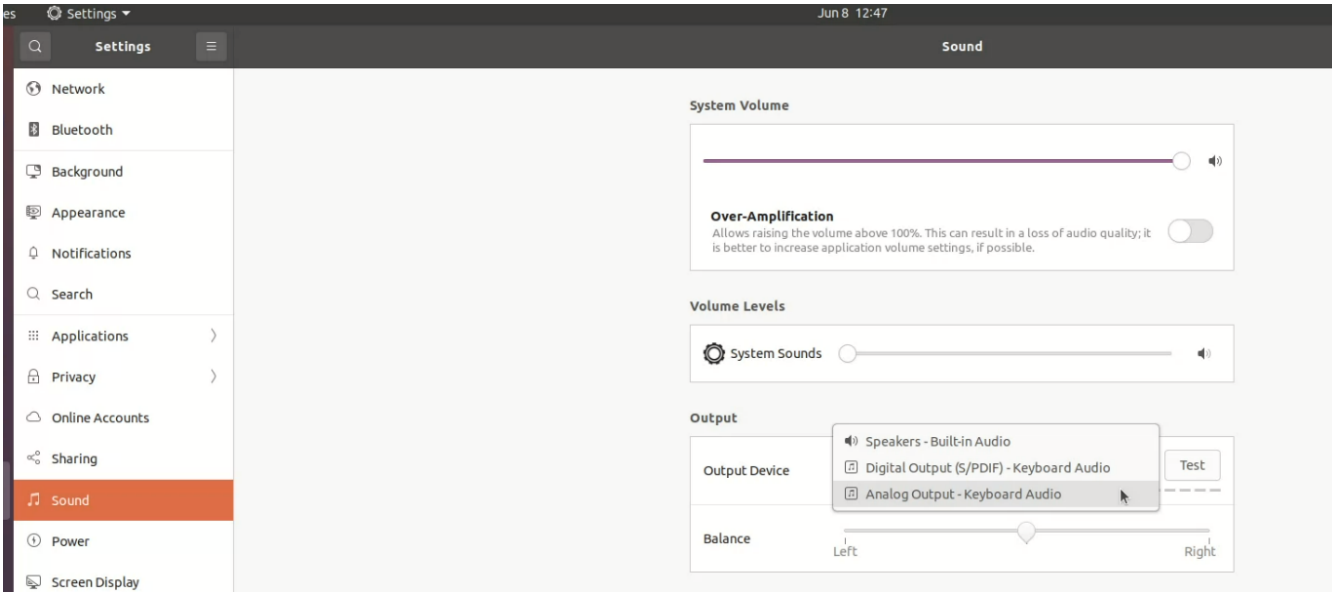 es
Settings
Jun 8 12:47
Settings
Sound
Network
Bluetooth
Background
Appearance
Notifications
Search
Applications
Privacy
Online Accounts
Sharing
Sound
Power
Screen Display
System Volume
Over-Amplification
Allows raising the volume above 100%. This can result in a loss of audio quality; it
is better to increase application volume settings, if possible.
Volume Levels
System Sounds
Output
Output Device
Speakers - Built-in Audio
Digital Output (S/PDIF) - Keyboard Audio
Analog Output - Keyboard Audio
Test
Balance
Left
Right